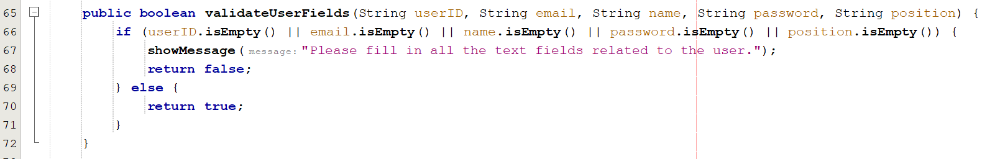 65 public boolean validateUserFields(String userID, String email, String name, String password, String position) {
66 if (userID.isEmpty() || email.isEmpty() || name.isEmpty() || password.isEmpty() || position.isEmpty()) {
67 showMessage(message: "Please fill in all the text fields related to the user.");
68 return false;
69 } else {
70 return true;
71 }
72 }